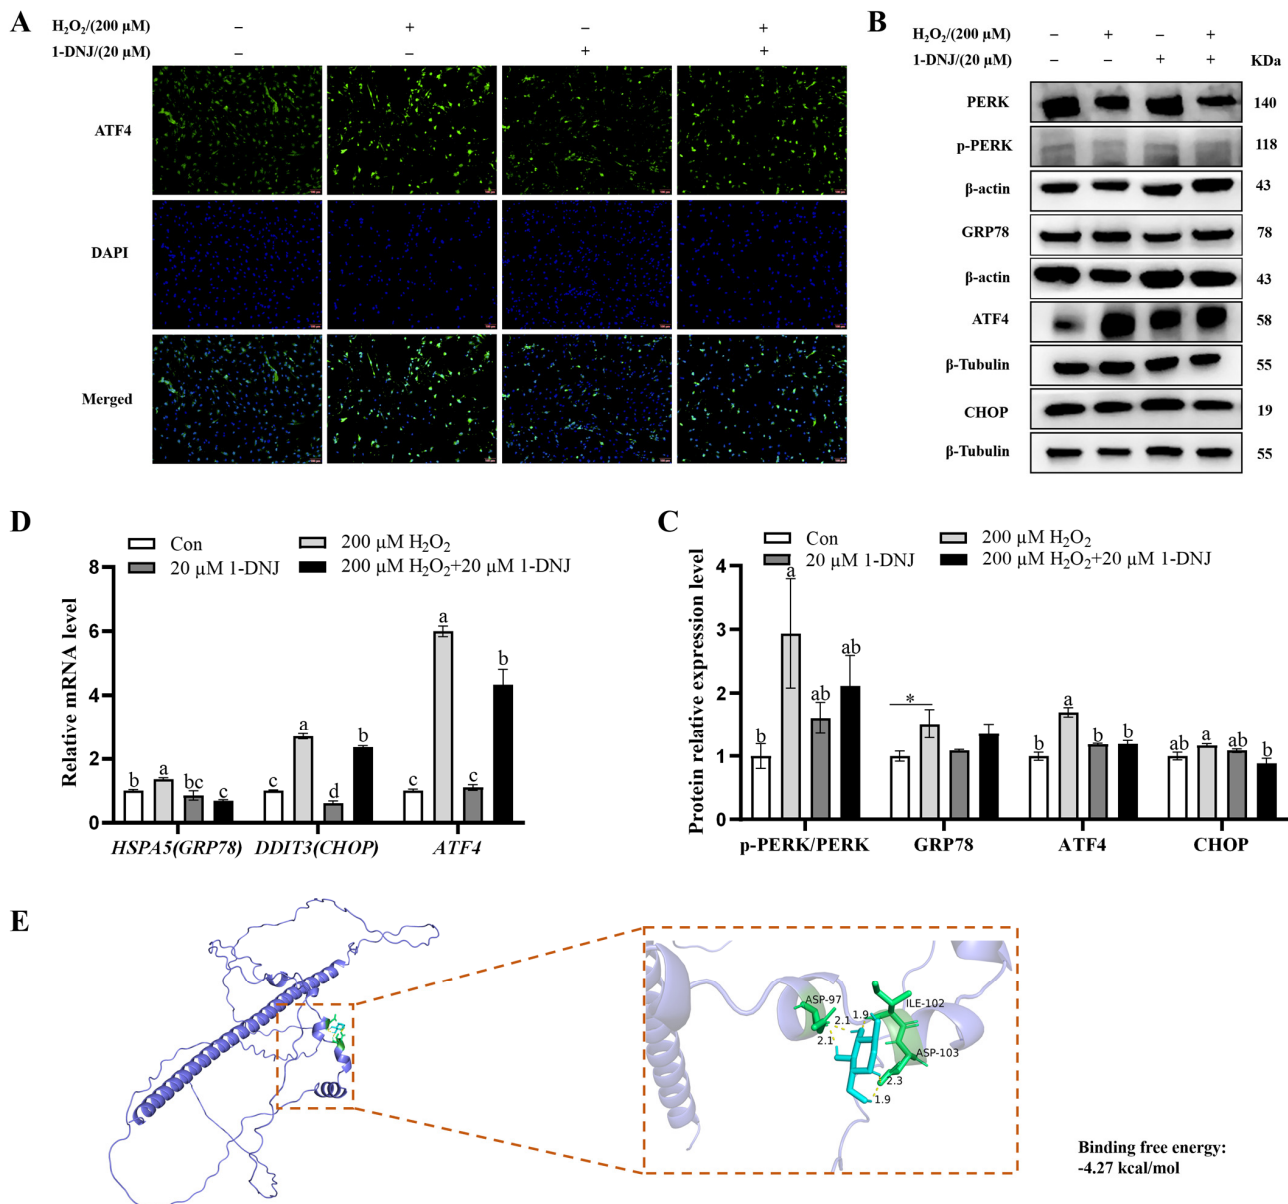 A
H₂O₂/(200 µM) – + – +
1-DNJ/(20 µM) – – + +
ATF4
DAPI
Merged
B
H₂O₂/(200 µM) – + – +
1-DNJ/(20 µM) – – + + KDa
PERK 140
p-PERK 118
β-actin 43
GRP78 78
β-actin 43
ATF4 58
β-Tubulin 55
CHOP 19
β-Tubulin 55
D
Con 200 µM H₂O₂
20 µM 1-DNJ 200 µM H₂O₂+20 µM 1-DNJ
Relative mRNA level
8
6
4
2
0
b a bc c
c a d b
c a c b
HSPA5(GRP78) DDIT3(CHOP) ATF4
C
Con 200 µM H₂O₂
20 µM 1-DNJ 200 µM H₂O₂+20 µM 1-DNJ
Protein relative expression level
4
3
2
1
0
b a ab ab
*
b a b b
ab a ab b
p-PERK/PERK GRP78 ATF4 CHOP
E
ASP-97
ILE-102
2.1
1.9
2.1
ASP-103
2.3
1.9
Binding free energy:
-4.27 kcal/mol